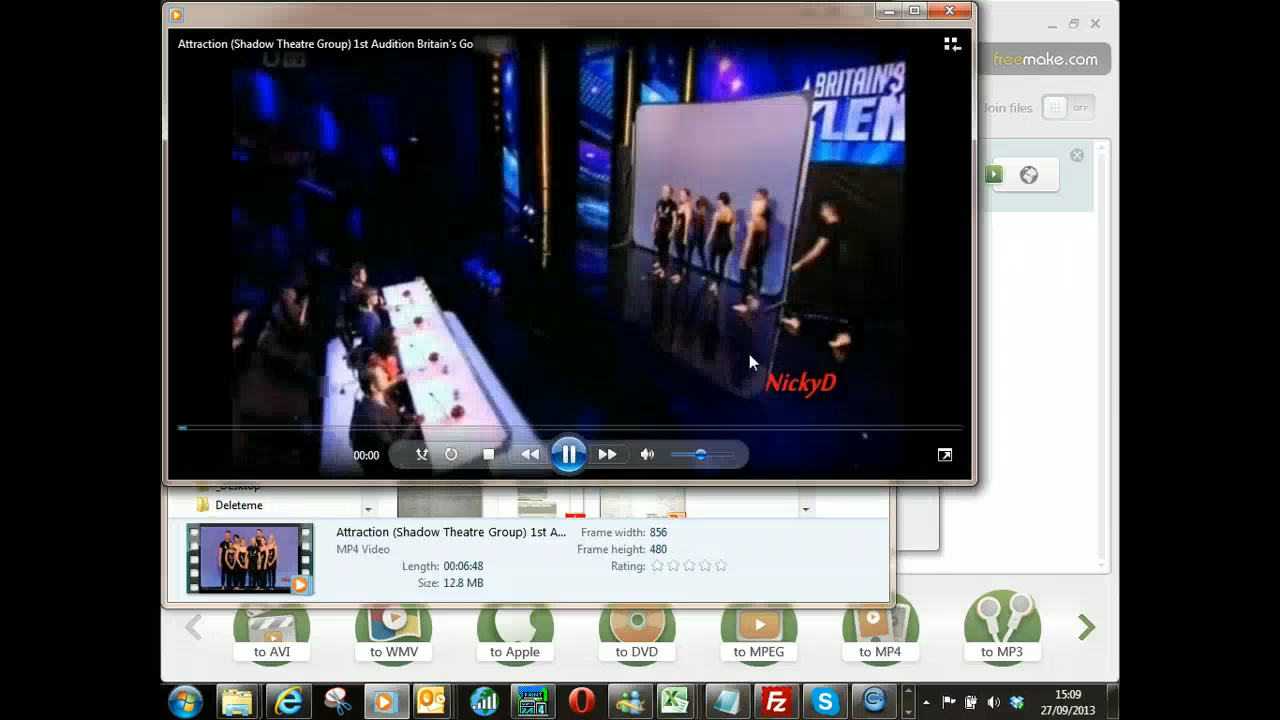 Attraction (Shadow Theatre Group) 1st Audition Britain's Go
freemake.com
Join files
OFF
BRITAIN'S
NickyD
00:00
_Desktop
Deleteme
Attraction (Shadow Theatre Group) 1st A...
MP4 Video
Length: 00:06:48
Size: 12.8 MB
Frame width: 856
Frame height: 480
Rating:
to AVI
to WMV
to Apple
to DVD
to MPEG
to MP4
to MP3
15:09
27/09/2013